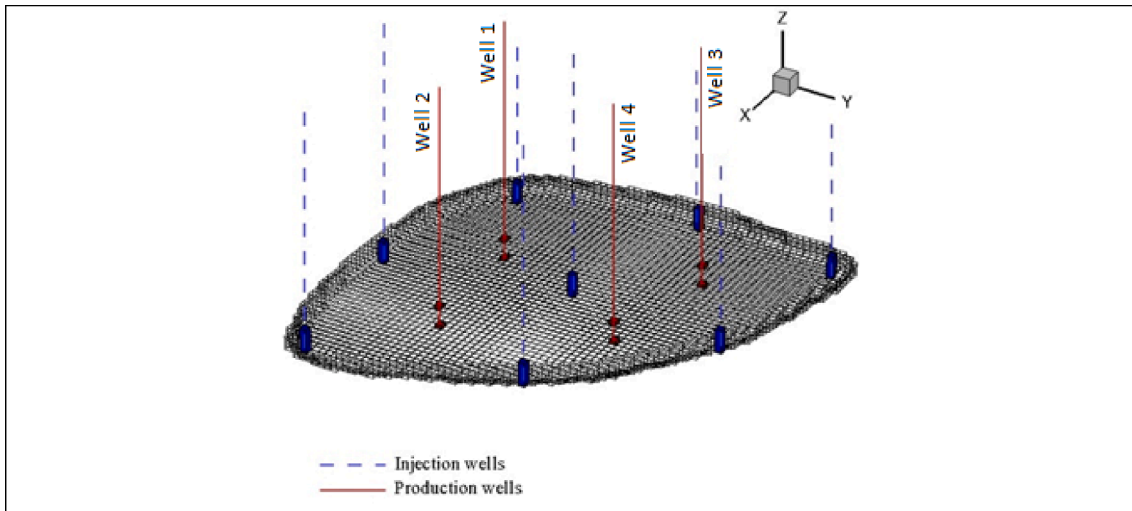 Well 1
Well 2
Well 3
Well 4
Z
X
Y
Injection wells
Production wells